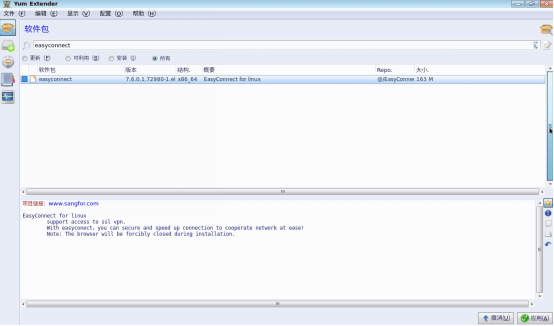 Yum Extender
文件 (F) 编辑 (E) 显示 (V) 配置 (O) 帮助 (H)
软件包
easyconnect
更新 (P) 可利用 (B) 安装 (I) 所有
软件包 版本 结构. 概要 Repo. 大小.
easyconnect 7.6.0.1.72980-1.el x86_64 EasyConnect for linux @/EasyConne 163 M
项目链接: www.sangfor.com
EasyConnect for linux
support access to ssl vpn.
With easyconnect, you can secure and speed up connection to cooperate network at ease!
Note: The browser will be forcibly closed during installation.
撤消(U) 应用(A)